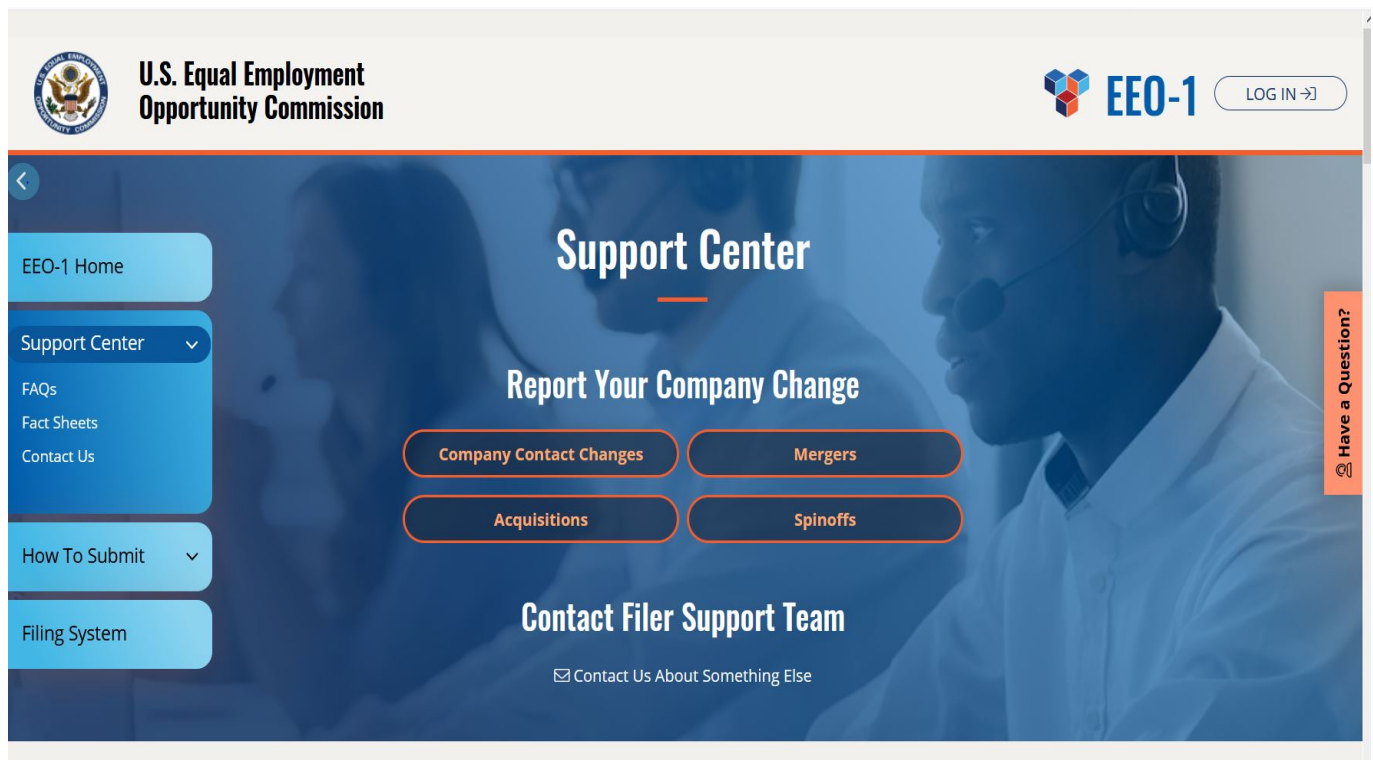 U.S. Equal Employment
Opportunity Commission
EEO-1
LOG IN
EEO-1 Home
Support Center
FAQs
Fact Sheets
Contact Us
How To Submit
Filing System
Support Center
Report Your Company Change
Company Contact Changes
Mergers
Acquisitions
Spinoffs
Contact Filer Support Team
Contact Us About Something Else
Have a Question?